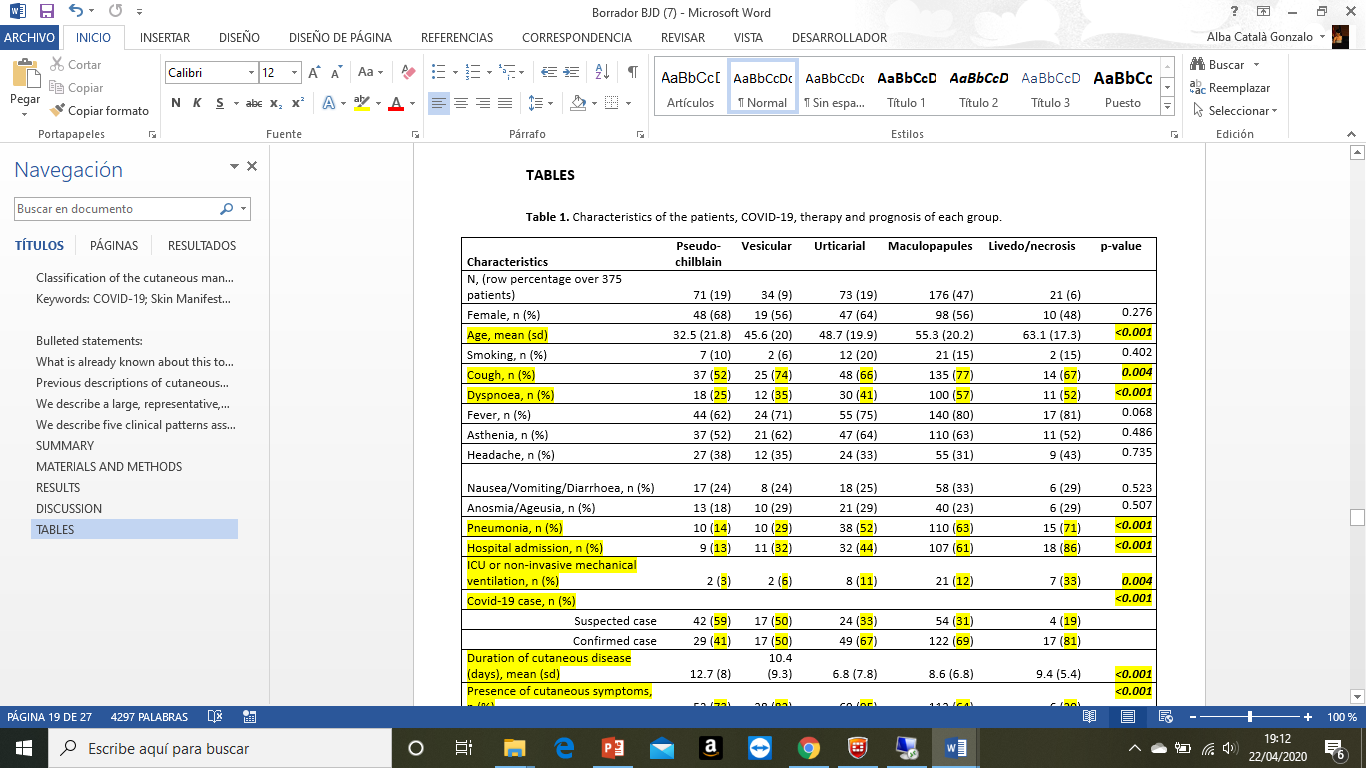 Borrador BJD (7) - Microsoft Word
ARCHIVO INICIO INSERTAR DISEÑO DISEÑO DE PÁGINA REFERENCIAS CORRESPONDENCIA REVISAR VISTA DESARROLLADOR Alba Català Gonzalo
Pegar
Cortar
Copiar
Copiar formato
Portapapeles
Calibri 12
N K S abc x₂ x²
Fuente
Párrafo
AaBbCcI AaBbCcDc AaBbCcDc AaBbCcD AaBbCcD AaBbCcD AaBbCc
Artículos ¶ Normal ¶ Sin espa... Título 1 Título 2 Título 3 Puesto
Estilos
Buscar
Reemplazar
Seleccionar
Edición
Navegación
Buscar en documento
TÍTULOS PÁGINAS RESULTADOS
Classification of the cutaneous man...
Keywords: COVID-19; Skin Manifest...
Bulleted statements:
What is already known about this to...
Previous descriptions of cutaneous...
We describe a large, representative,...
We describe five clinical patterns ass...
SUMMARY
MATERIALS AND METHODS
RESULTS
DISCUSSION
TABLES
TABLES
Table 1. Characteristics of the patients, COVID-19, therapy and prognosis of each group.
Characteristics Pseudo-chilblain Vesicular Urticarial Maculopapules Livedo/necrosis p-value
N, (row percentage over 375 patients) 71 (19) 34 (9) 73 (19) 176 (47) 21 (6)
Female, n (%) 48 (68) 19 (56) 47 (64) 98 (56) 10 (48) 0.276
Age, mean (sd) 32.5 (21.8) 45.6 (20) 48.7 (19.9) 55.3 (20.2) 63.1 (17.3) <0.001
Smoking, n (%) 7 (10) 2 (6) 12 (20) 21 (15) 2 (15) 0.402
Cough, n (%) 37 (52) 25 (74) 48 (66) 135 (77) 14 (67) 0.004
Dyspnoea, n (%) 18 (25) 12 (35) 30 (41) 100 (57) 11 (52) <0.001
Fever, n (%) 44 (62) 24 (71) 55 (75) 140 (80) 17 (81) 0.068
Asthenia, n (%) 37 (52) 21 (62) 47 (64) 110 (63) 11 (52) 0.486
Headache, n (%) 27 (38) 12 (35) 24 (33) 55 (31) 9 (43) 0.735
Nausea/Vomiting/Diarrhoea, n (%) 17 (24) 8 (24) 18 (25) 58 (33) 6 (29) 0.523
Anosmia/Ageusia, n (%) 13 (18) 10 (29) 21 (29) 40 (23) 6 (29) 0.507
Pneumonia, n (%) 10 (14) 10 (29) 38 (52) 110 (63) 15 (71) <0.001
Hospital admission, n (%) 9 (13) 11 (32) 32 (44) 107 (61) 18 (86) <0.001
ICU or non-invasive mechanical ventilation, n (%) 2 (3) 2 (6) 8 (11) 21 (12) 7 (33) 0.004
Covid-19 case, n (%) <0.001
Suspected case 42 (59) 17 (50) 24 (33) 54 (31) 4 (19)
Confirmed case 29 (41) 17 (50) 49 (67) 122 (69) 17 (81)
Duration of cutaneous disease (days), mean (sd) 12.7 (8) 10.4 (9.3) 6.8 (7.8) 8.6 (6.8) 9.4 (5.4) <0.001
Presence of cutaneous symptoms, <0.001
PÁGINA 19 DE 27 4297 PALABRAS 100 %
Escribe aquí para buscar
19:12
22/04/2020
6